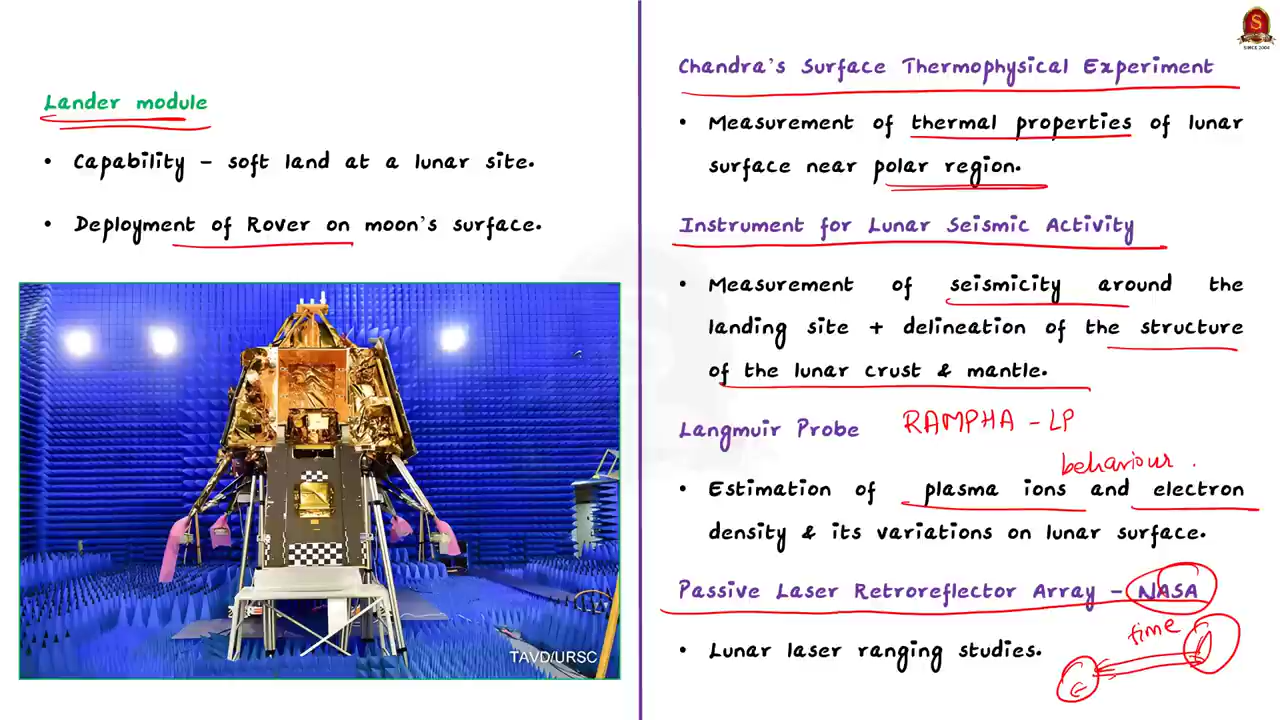 Lander module
• Capability – soft land at a lunar site.
• Deployment of Rover on moon's surface.
TAVD/URSC
Chandra's Surface Thermophysical Experiment
• Measurement of thermal properties of lunar
surface near polar region.
Instrument for Lunar Seismic Activity
• Measurement of seismicity around the
landing site + delineation of the structure
of the lunar crust & mantle.
Langmuir Probe RAMPHA - LP
behaviour.
• Estimation of plasma ions and electron
density & its variations on lunar surface.
Passive Laser Retroreflector Array – NASA
time
• Lunar laser ranging studies.
E
S
SINCE 2004